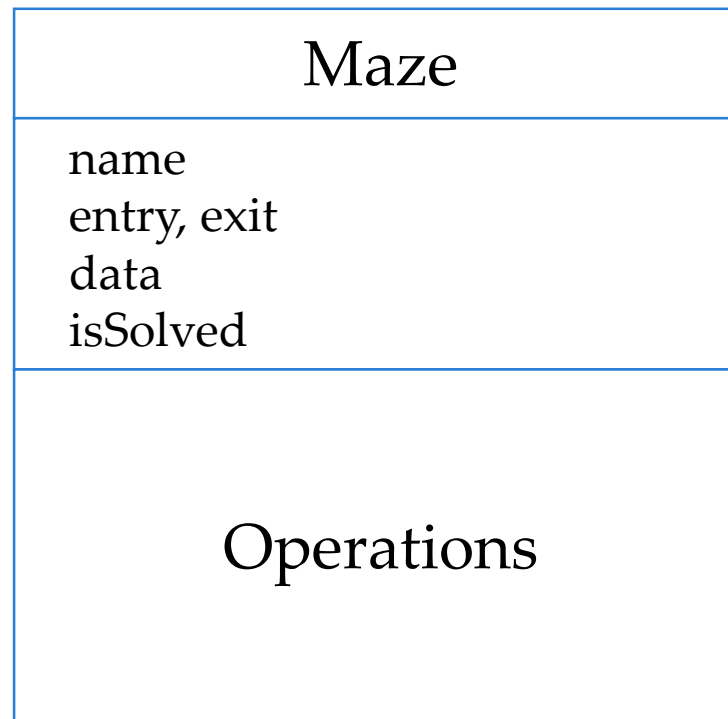 Maze
name
entry, exit
data
isSolved
Operations